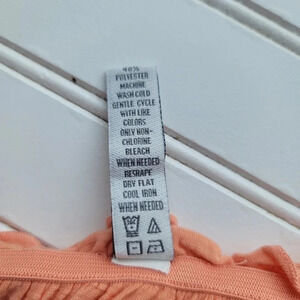 40%
POLYESTER
MACHINE
WASH COLD
GENTLE CYCLE
WITH LIKE
COLORS
ONLY NON-
CHLORINE
BLEACH
WHEN NEEDED
RESHAPE
DRY FLAT
COOL IRON
WHEN NEEDED